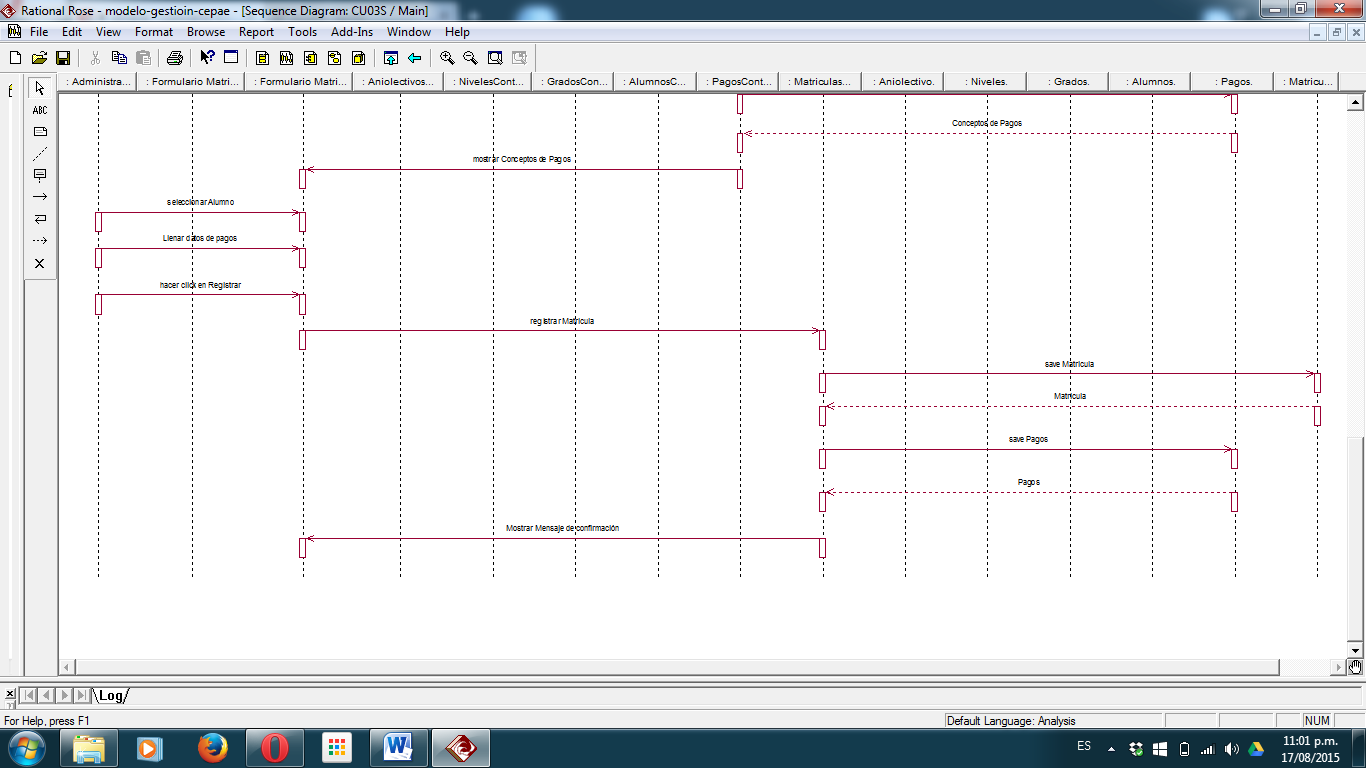 Rational Rose - modelo-gestioin-cepae - [Sequence Diagram: CU03S / Main]
File Edit View Format Browse Report Tools Add-Ins Window Help
: Administra... : Formulario Matri... : Formulario Matri... : Aniolectivos... : NivelesCont... : GradosCon... : AlumnosC... : PagosCont... : Matriculas... : Aniolectivo. : Niveles. : Grados. : Alumnos. : Pagos. : Matricu...
ABC
Conceptos de Pagos
mostrar Conceptos de Pagos
seleccionar Alumno
Llenar datos de pagos
hacer click en Registrar
registrar Matricula
save Matricula
Matricula
save Pagos
Pagos
Mostrar Mensaje de confirmación
Log
For Help, press F1
Default Language: Analysis
NUM
ES
11:01 p.m.
17/08/2015